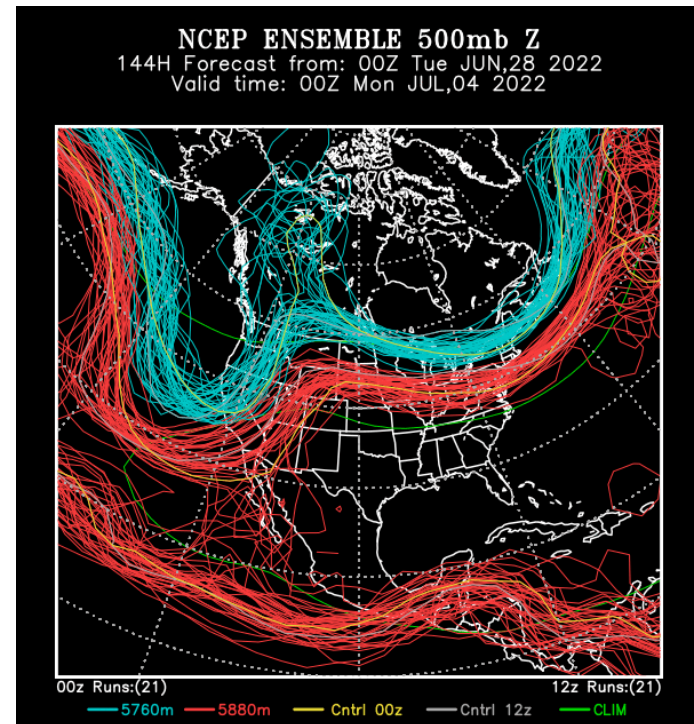 NCEP ENSEMBLE 500mb Z
144H Forecast from: 00Z Tue JUN,28 2022
Valid time: 00Z Mon JUL,04 2022
00z Runs:(21) 12z Runs:(21)
5760m 5880m Cntrl 00z Cntrl 12z CLIM